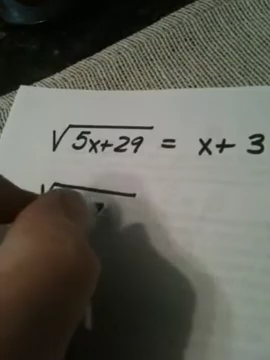 √5x+29 = x+3